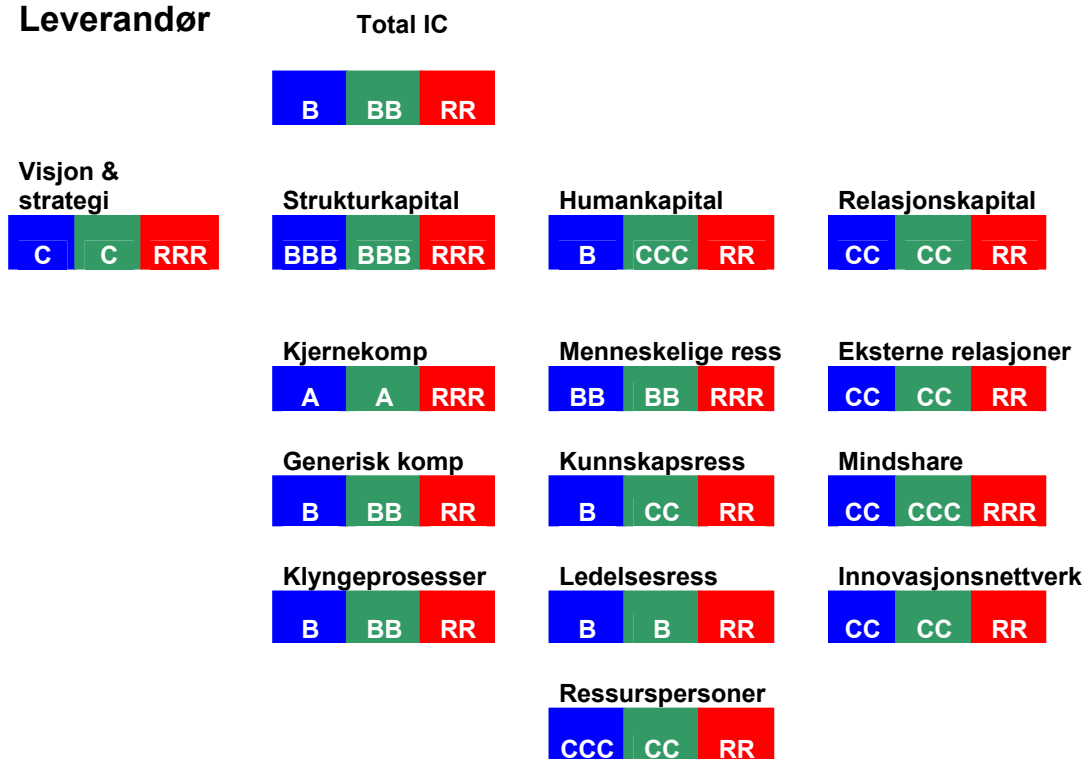 Leverandør Total IC
B BB RR
Visjon &
strategi Strukturkapital Humankapital Relasjonskapital
C C RRR BBB BBB RRR B CCC RR CC CC RR
Kjernekomp Menneskelige ress Eksterne relasjoner
A A RRR BB BB RRR CC CC RR
Generisk komp Kunnskapsress Mindshare
B BB RR B CC RR CC CCC RRR
Klyngeprosesser Ledelsesress Innovasjonsnettverk
B BB RR B B RR CC CC RR
Ressurspersoner
CCC CC RR